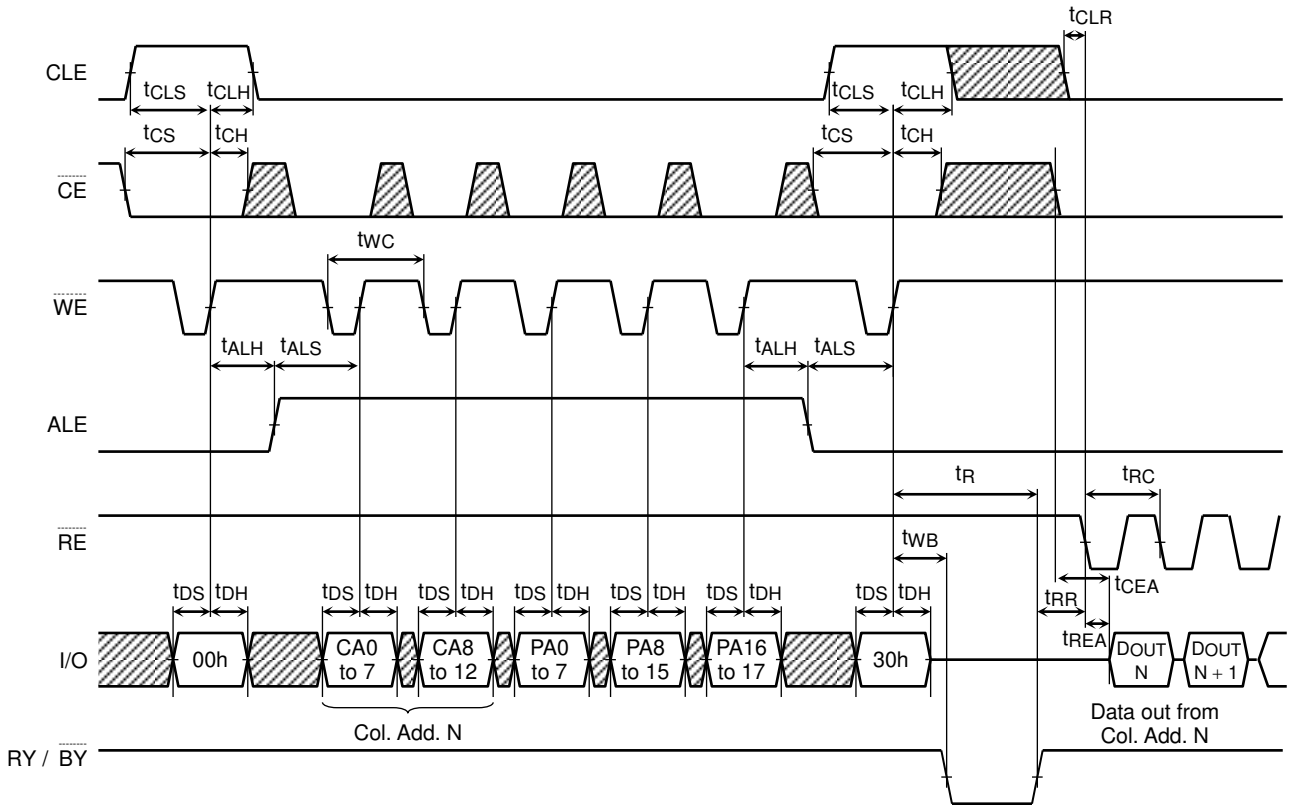 tCLR
CLE
tCLS tCLH tCLS tCLH
tCS tCH tCS tCH
CE
tWC
WE
tALH tALS tALH tALS
ALE
tR tRC
RE
tWB
tDS tDH tDS tDH tDS tDH tDS tDH tDS tDH tDS tDH tDS tDH tCEA
tRR
tREA
I/O 00h CA0 to 7 CA8 to 12 PA0 to 7 PA8 to 15 PA16 to 17 30h DOUT N DOUT N + 1
Col. Add. N
Data out from
Col. Add. N
RY / BY